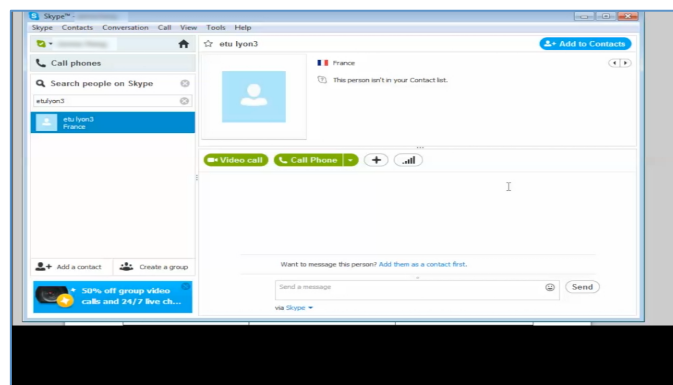 Skype™ -
Skype Contacts Conversation Call View Tools Help
etu lyon3
Add to Contacts
Call phones
France
This person isn't in your Contact list.
Search people on Skype
etulyon3
etu lyon3
France
Video call
Call Phone
Want to message this person? Add them as a contact first.
Add a contact
Create a group
50% off group video
calls and 24/7 live ch...
Send a message
Send
via Skype